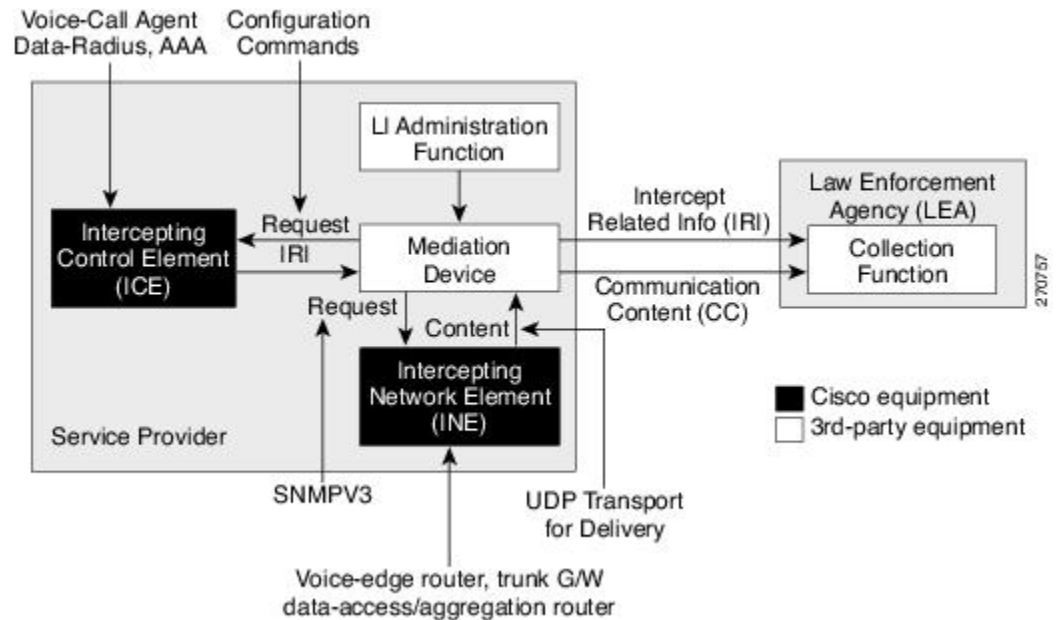 Voice-Call Agent
Data-Radius, AAA
Configuration
Commands
LI Administration
Function
Intercepting
Control Element
(ICE)
Request
IRI
Mediation
Device
Intercept
Related Info (IRI)
Communication
Content (CC)
Law Enforcement
Agency (LEA)
Collection
Function
270757
Request
Content
Intercepting
Network Element
(INE)
Service Provider
Cisco equipment
3rd-party equipment
SNMPV3
UDP Transport
for Delivery
Voice-edge router, trunk G/W
data-access/aggregation router